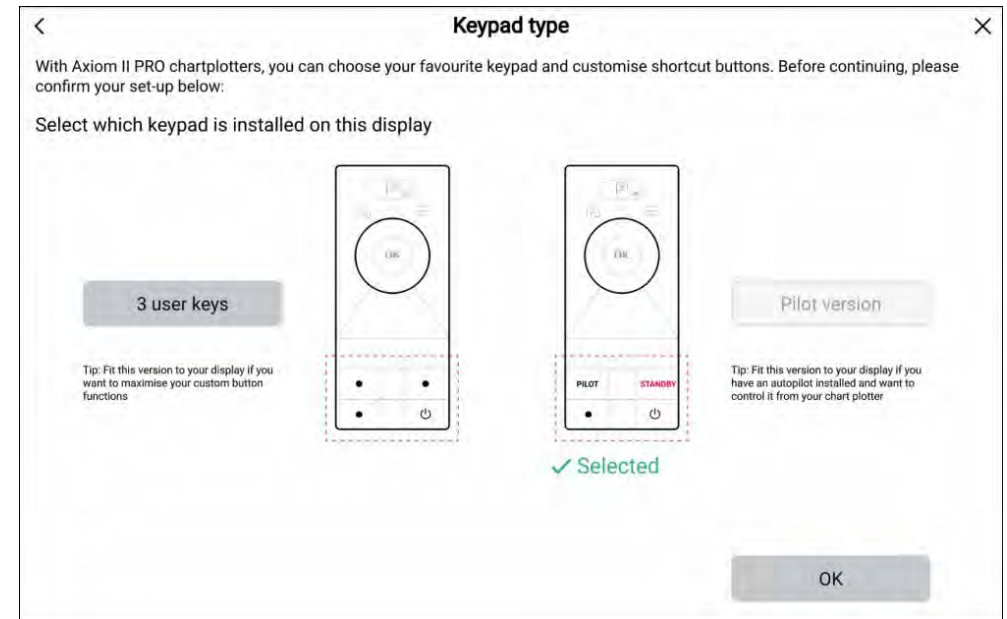 Keypad type
With Axiom II PRO chartplotters, you can choose your favourite keypad and customise shortcut buttons. Before continuing, please
confirm your set-up below:
Select which keypad is installed on this display
OK
OK
3 user keys
Pilot version
Tip: Fit this version to your display if you
want to maximise your custom button
functions
PILOT STANDBY
Tip: Fit this version to your display if you
have an autopilot installed and want to
control it from your chart plotter
Selected
OK